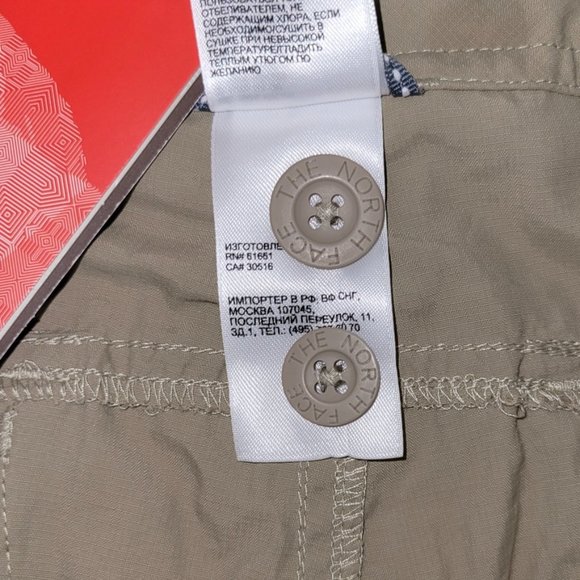 ОТБЕЛИВАТЕЛЕМ, НЕ
СОДЕРЖАЩИМ ХЛОРА, ЕСЛИ
НЕОБХОДИМО/СУШИТЬ В
СУШКЕ ПРИ НЕВЫСОКОЙ
ТЕМПЕРАТУРЕ/ГЛАДИТЬ
ТЕПЛЫМ УТЮГОМ ПО
ЖЕЛАНИЮ
THE NORTH FACE
RN# 61661
CA# 30516
ИМПОРТЕР В РФ, ВФ СНГ,
МОСКВА 107045,
ПОСЛЕДНИЙ ПЕРЕУЛОК, 11,
ЗД.1, ТЕЛ.: (495) 70
THE NORTH FACE